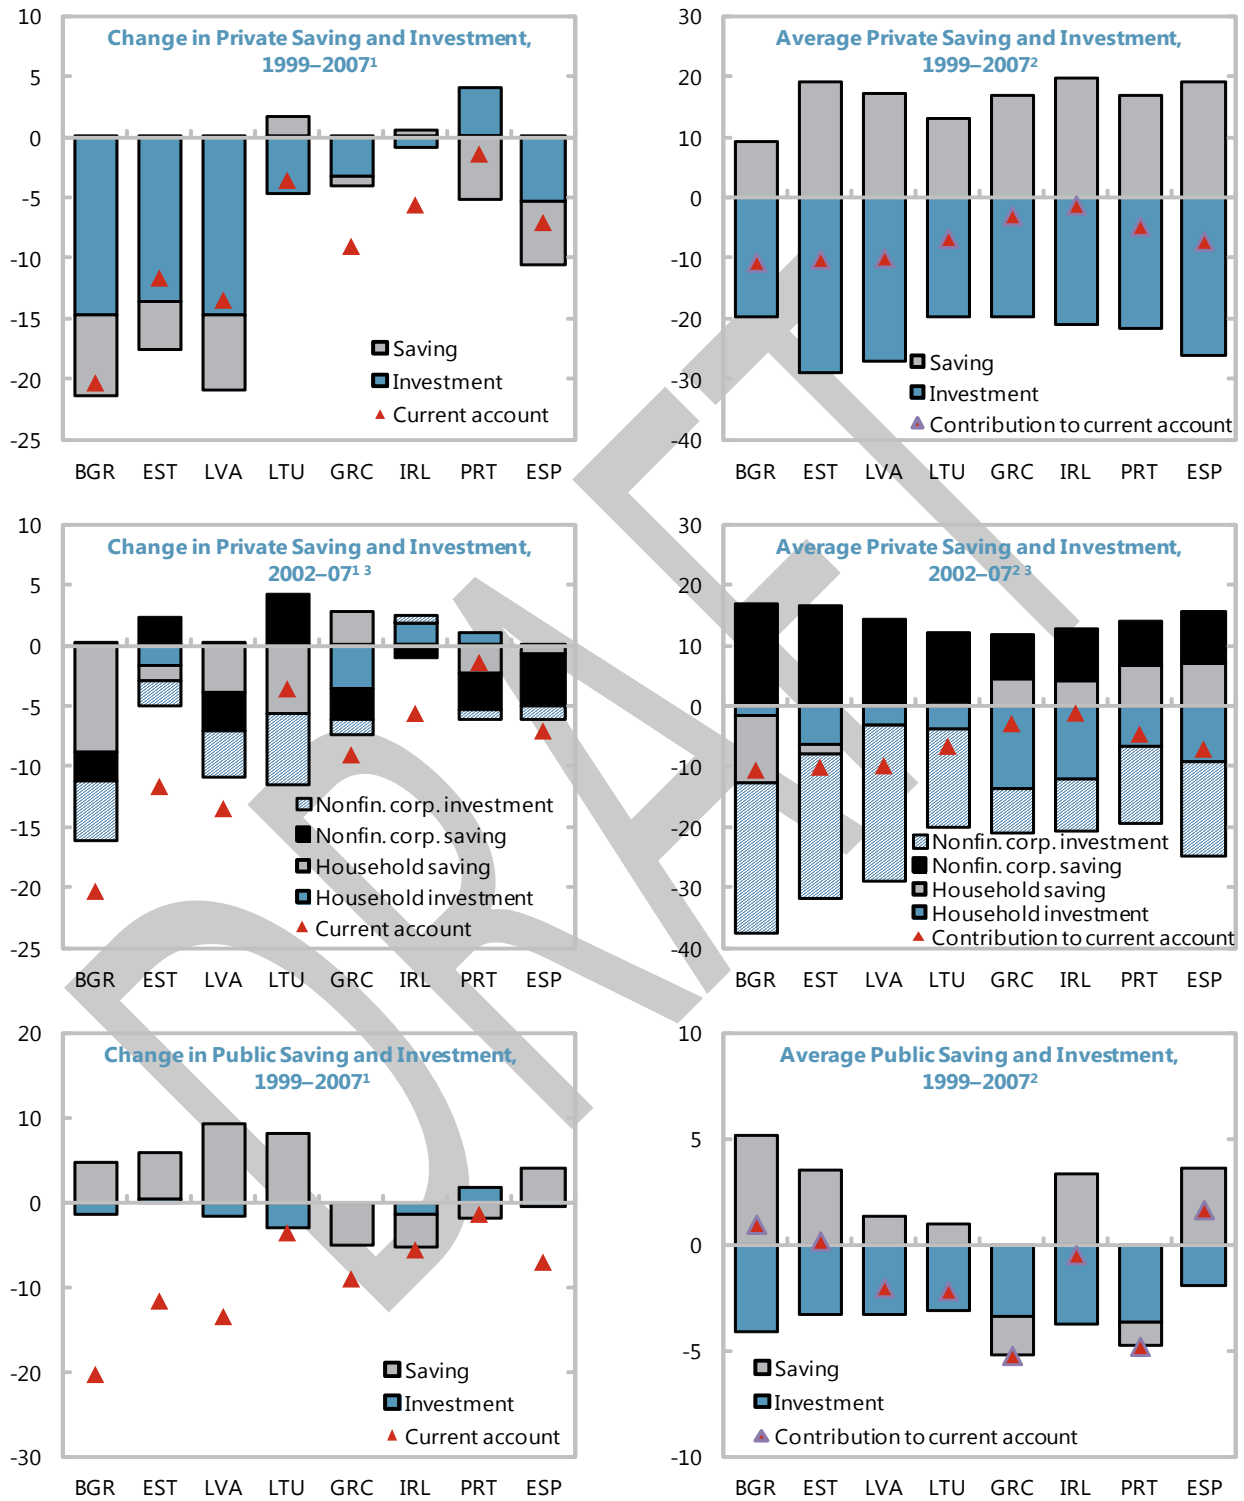 Change in Private Saving and Investment,
1999–2007¹
10
5
0
-5
-10
-15
-20
-25
Saving
Investment
Current account
BGR EST LVA LTU GRC IRL PRT ESP
Average Private Saving and Investment,
1999–2007²
30
20
10
0
-10
-20
-30
-40
Saving
Investment
Contribution to current account
BGR EST LVA LTU GRC IRL PRT ESP
Change in Private Saving and Investment,
2002–07¹ ³
10
5
0
-5
-10
-15
-20
-25
Nonfin. corp. investment
Nonfin. corp. saving
Household saving
Household investment
Current account
BGR EST LVA LTU GRC IRL PRT ESP
Average Private Saving and Investment,
2002–07² ³
30
20
10
0
-10
-20
-30
-40
Nonfin. corp. investment
Nonfin. corp. saving
Household saving
Household investment
Contribution to current account
BGR EST LVA LTU GRC IRL PRT ESP
Change in Public Saving and Investment,
1999–2007¹
20
10
0
-10
-20
-30
Saving
Investment
Current account
BGR EST LVA LTU GRC IRL PRT ESP
Average Public Saving and Investment,
1999–2007²
10
5
0
-5
-10
Saving
Investment
Contribution to current account
BGR EST LVA LTU GRC IRL PRT ESP
DRAFT